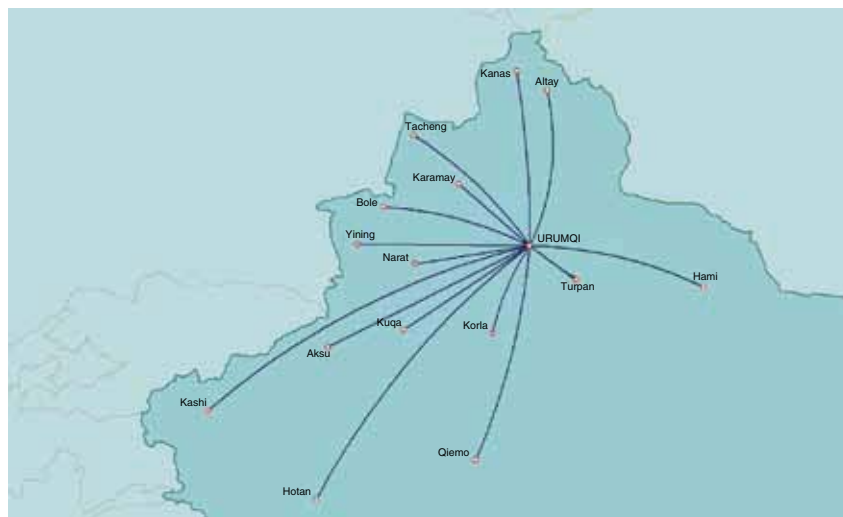 Kanas
Altay
Tacheng
Karamay
Bole
Yining
URUMQI
Narat
Hami
Turpan
Kuqa
Korla
Aksu
Kashi
Qiemo
Hotan